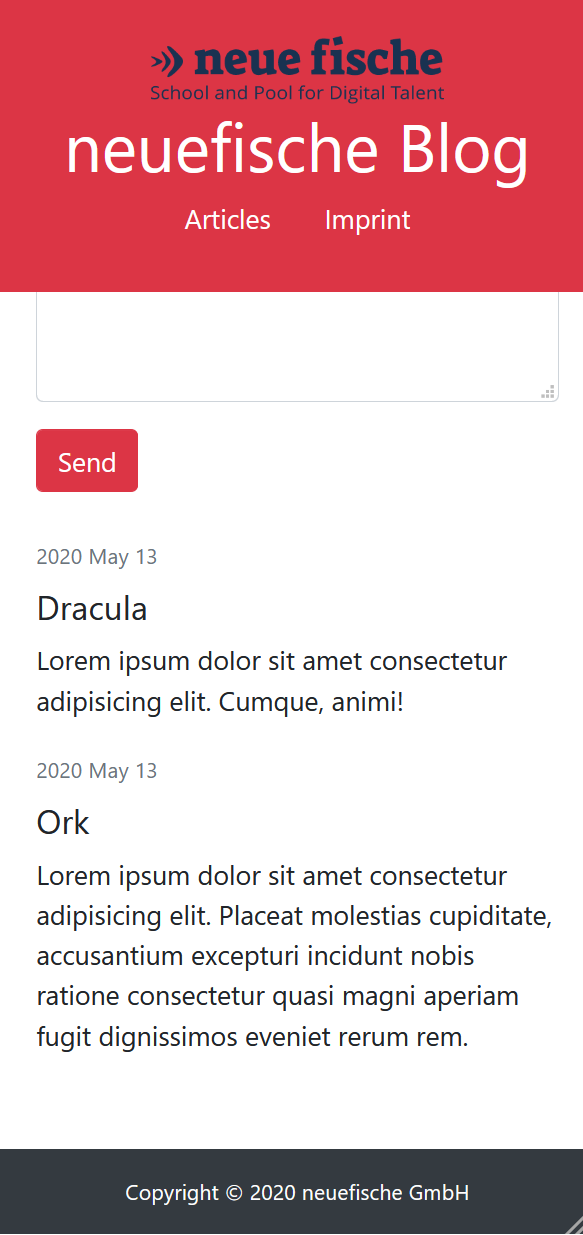 neue fische
School and Pool for Digital Talent
neuefische Blog
Articles Imprint
Send
2020 May 13
Dracula
Lorem ipsum dolor sit amet consectetur
adipisicing elit. Cumque, animi!
2020 May 13
Ork
Lorem ipsum dolor sit amet consectetur
adipisicing elit. Placeat molestias cupiditate,
accusantium excepturi incidunt nobis
ratione consectetur quasi magni aperiam
fugit dignissimos eveniet rerum rem.
Copyright © 2020 neuefische GmbH